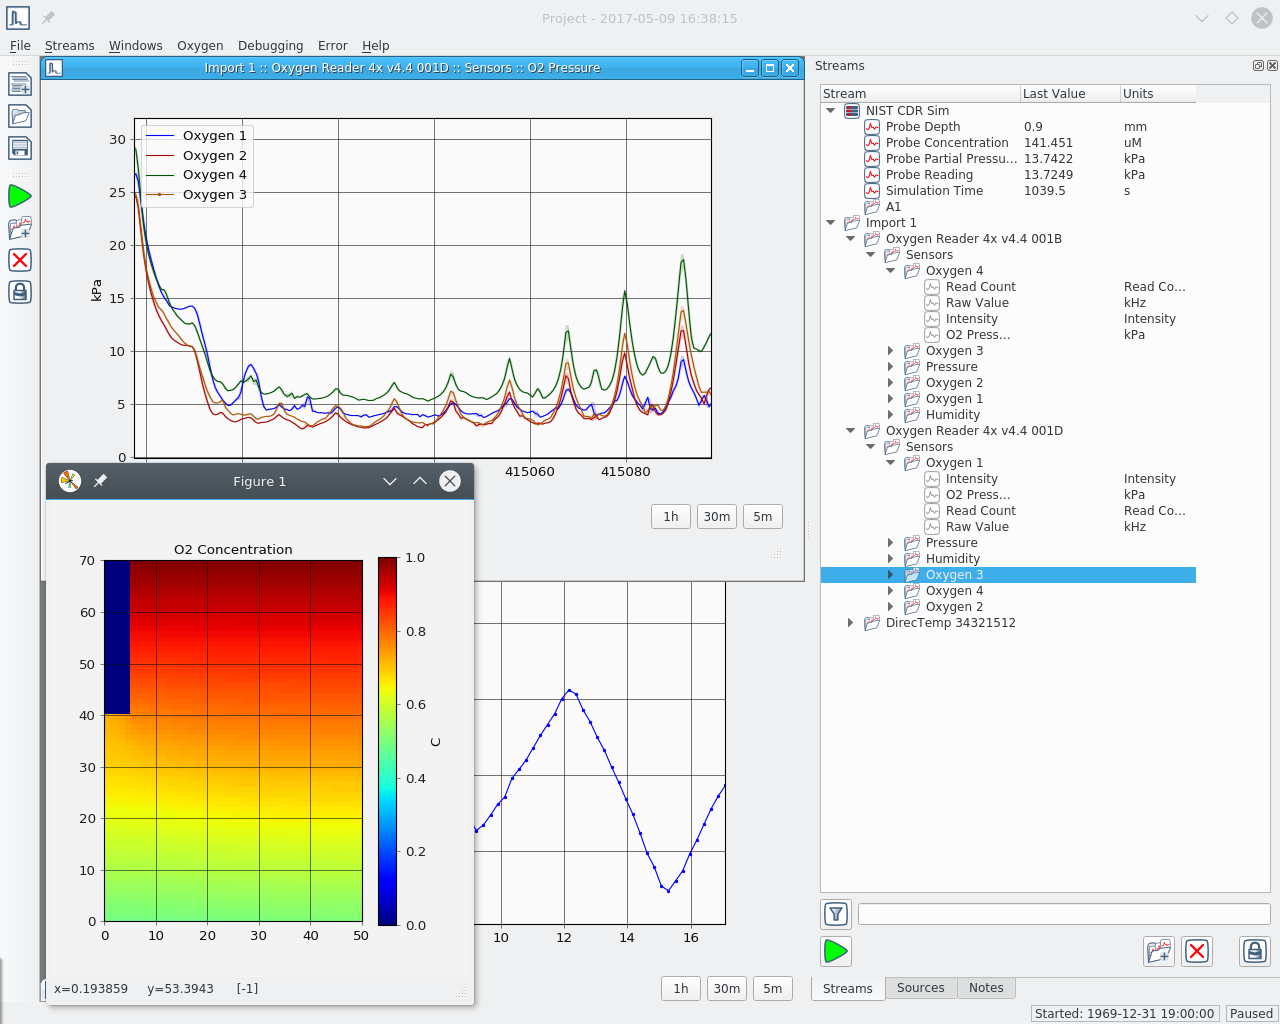 Project - 2017-05-09 16:38:15
File Streams Windows Oxygen Debugging Error Help
Import 1 :: Oxygen Reader 4x v4.4 001D :: Sensors :: O2 Pressure
Oxygen 1
Oxygen 2
Oxygen 4
Oxygen 3
30
25
20
15
10
5
0
kPa
415060 415080
1h 30m 5m
Figure 1
O2 Concentration
70
60
50
40
30
20
10
0
0 10 20 30 40 50
1.0
0.8
0.6
0.4
0.2
0.0
C
x=0.193859 y=53.3943 [-1]
10 12 14 16
1h 30m 5m
Streams
Stream Last Value Units
NIST CDR Sim
Probe Depth 0.9 mm
Probe Concentration 141.451 uM
Probe Partial Pressu... 13.7422 kPa
Probe Reading 13.7249 kPa
Simulation Time 1039.5 s
A1
Import 1
Oxygen Reader 4x v4.4 001B
Sensors
Oxygen 4
Read Count Read Co...
Raw Value kHz
Intensity Intensity
O2 Press... kPa
Oxygen 3
Pressure
Oxygen 2
Oxygen 1
Humidity
Oxygen Reader 4x v4.4 001D
Sensors
Oxygen 1
Intensity Intensity
O2 Press... kPa
Read Count Read Co...
Raw Value kHz
Pressure
Humidity
Oxygen 3
Oxygen 4
Oxygen 2
DirecTemp 34321512
Streams Sources Notes
Started: 1969-12-31 19:00:00 Paused